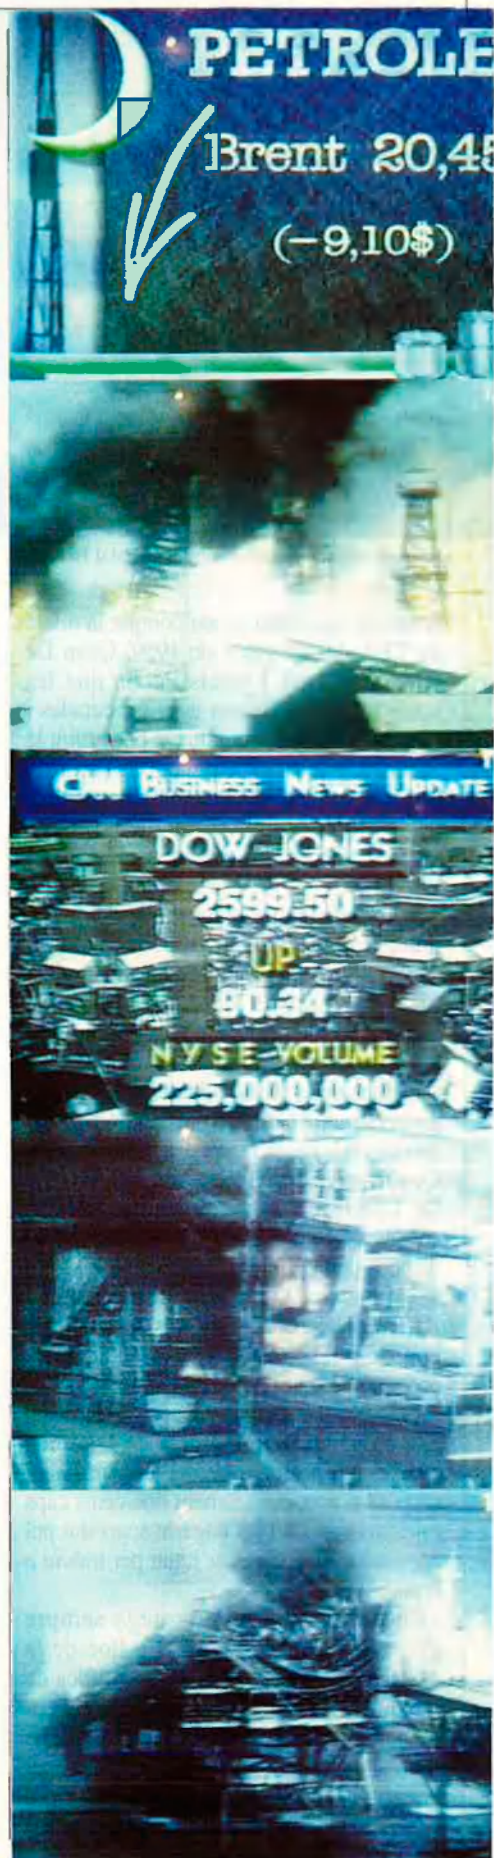 PETROLE
Brent 20,45
(−9,10$)
CNN BUSINESS NEWS UPDATE
DOW-JONES
2599.50
UP
90.34
NYSE VOLUME
225,000,000